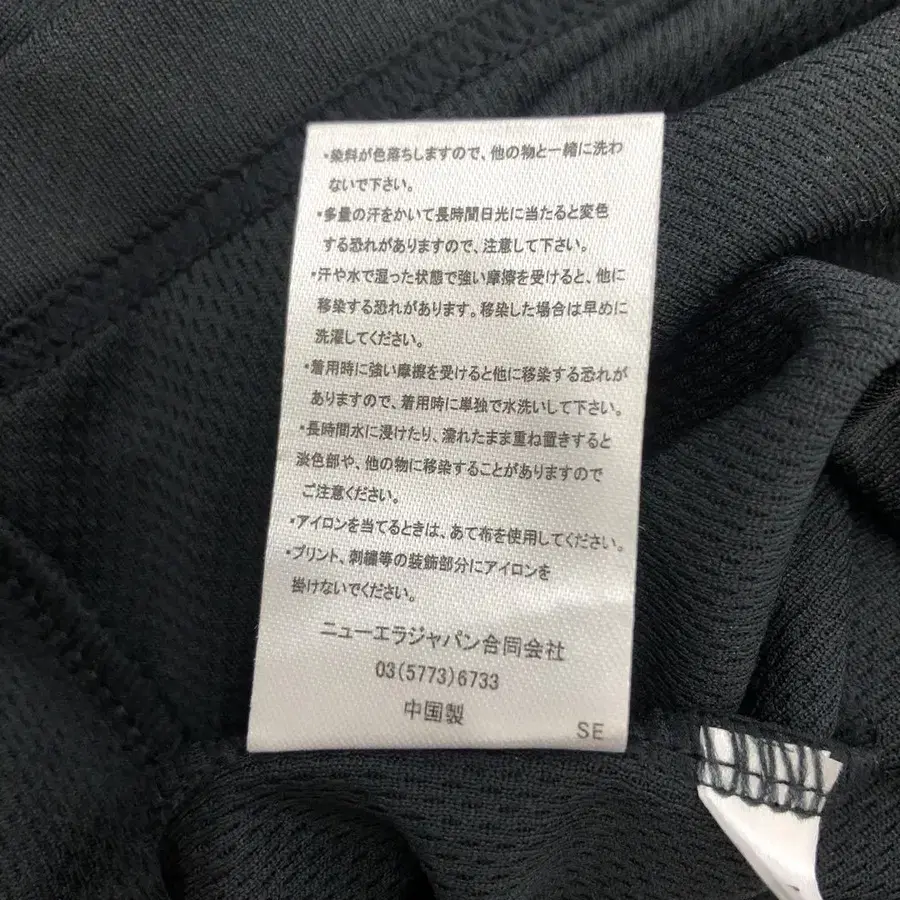 ・染料が色落ちしますので、他の物と一緒に洗わ
ないで下さい。
・多量の汗をかいて長時間日光に当たると変色
する恐れがありますので、注意して下さい。
・汗や水で湿った状態で強い摩擦を受けると、他に
移染する恐れがあります。移染した場合は早めに
洗濯してください。
・着用時に強い摩擦を受けると他に移染する恐れが
ありますので、着用時に単独で水洗いして下さい。
・長時間水に浸けたり、濡れたまま重ね置きすると
淡色部や、他の物に移染することがありますので
ご注意ください。
・アイロンを当てるときは、あて布を使用してください。
・プリント、刺繍等の装飾部分にアイロンを
掛けないでください。
ニューエラジャパン合同会社
03(5773)6733
中国製
SE